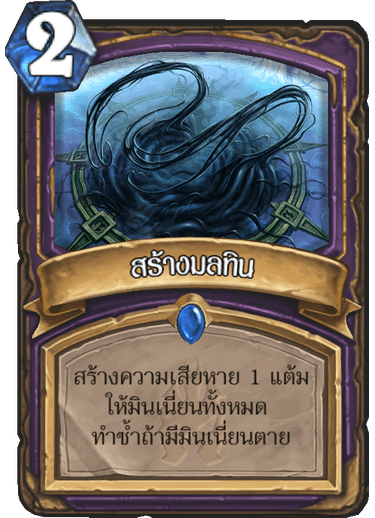 2
สร้างมลทิน
สร้างความเสียหาย 1 แต้ม
ให้มินเนี่ยนทั้งหมด
ทำซ้ำถ้ามีมินเนี่ยนตาย